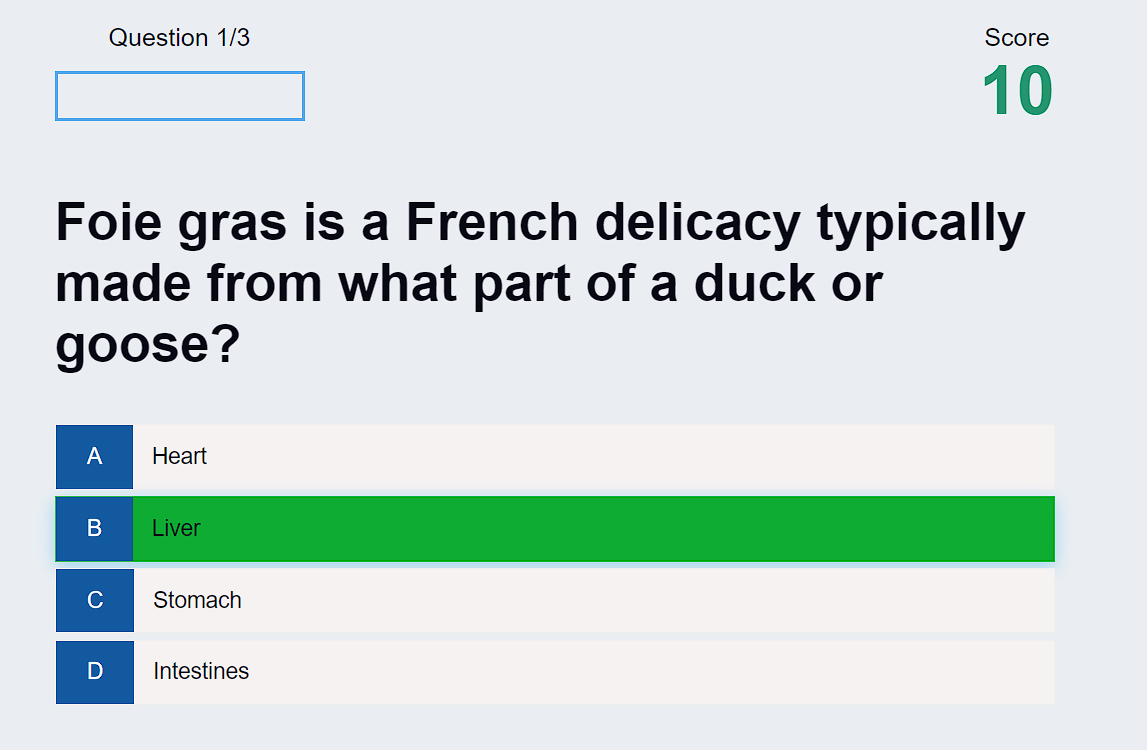 Question 1/3
Score
10
Foie gras is a French delicacy typically
made from what part of a duck or
goose?
A Heart
B Liver
C Stomach
D Intestines